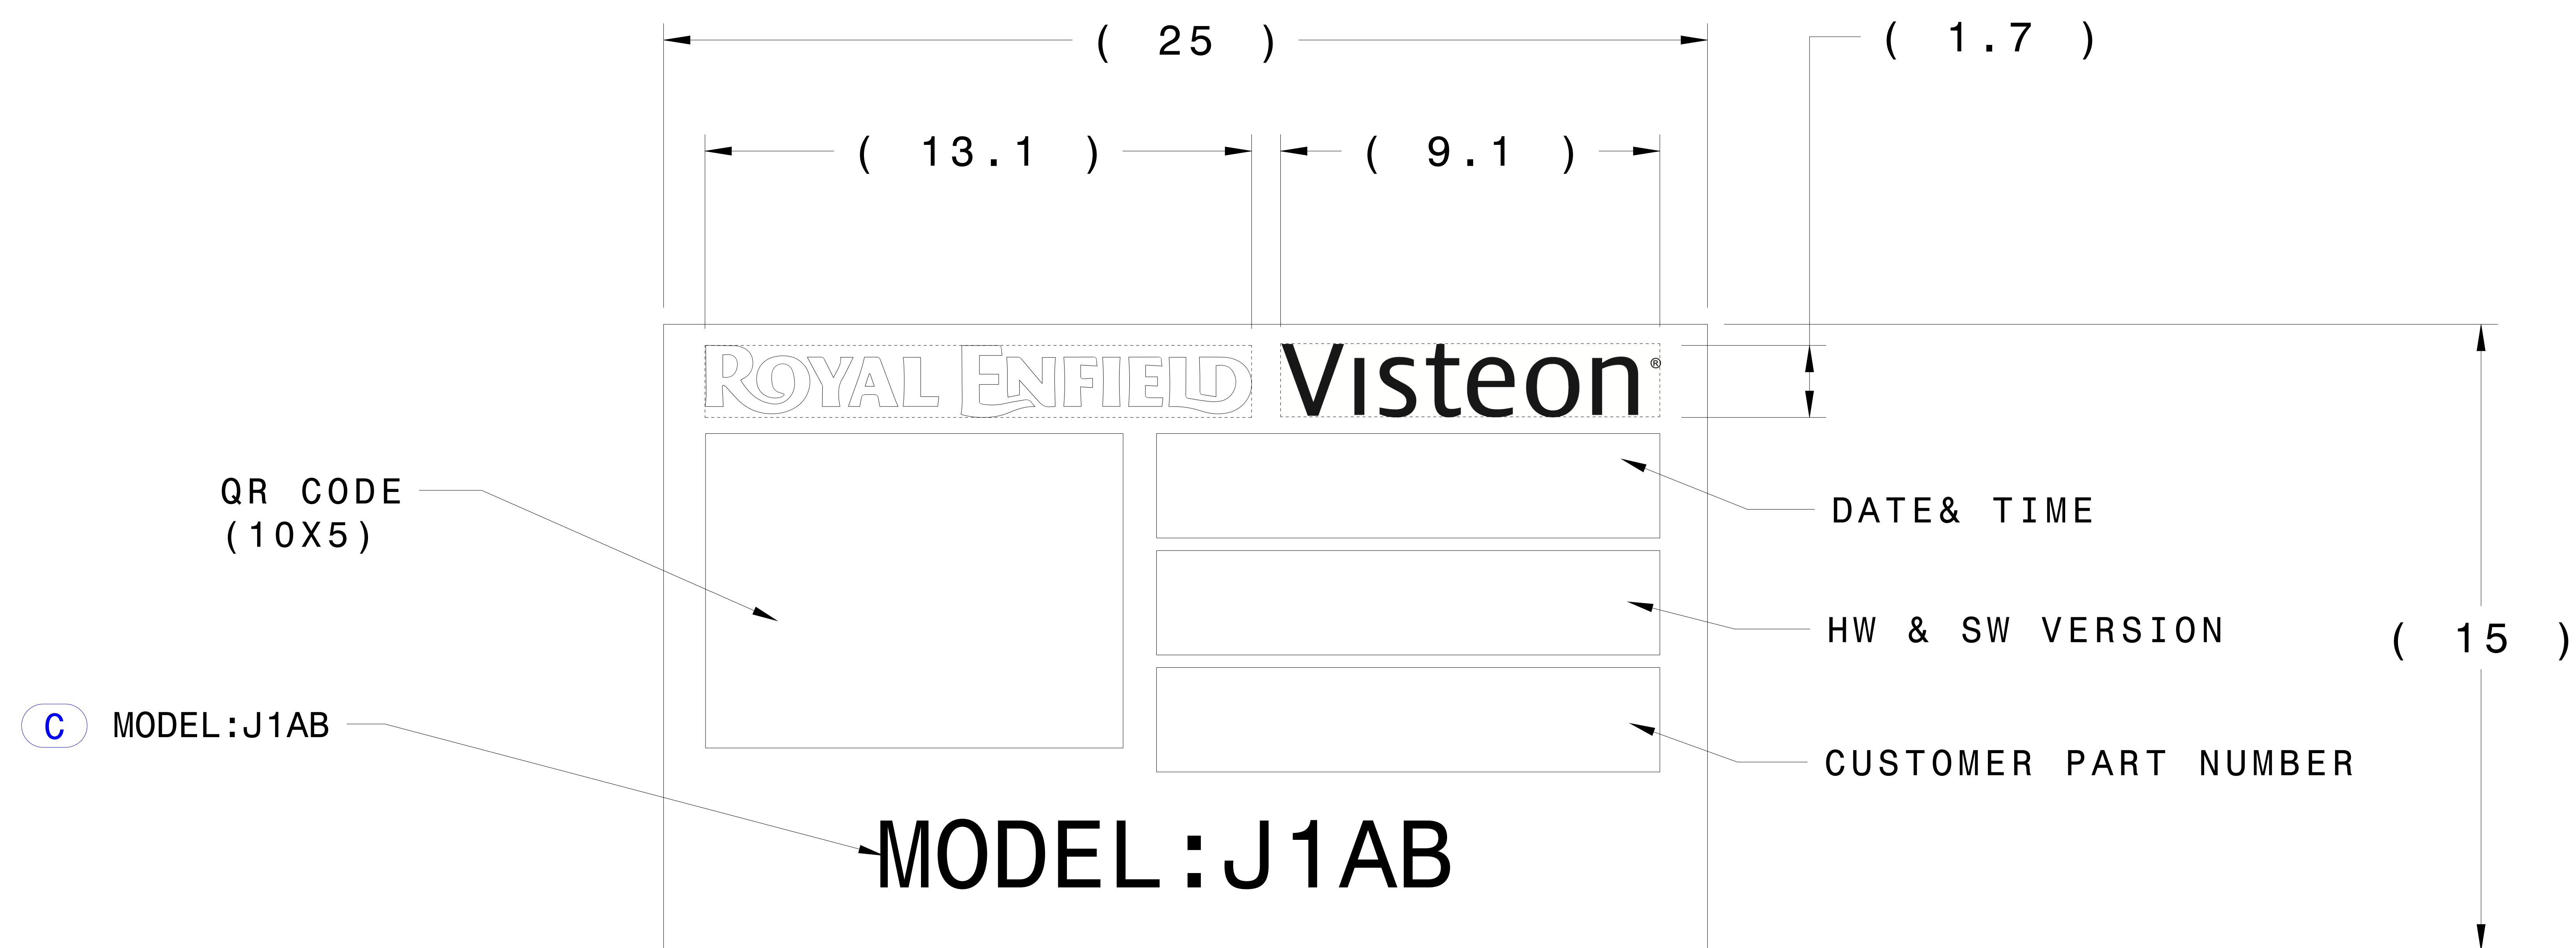 ( 25 )
( 1.7 )
( 13.1 )
( 9.1 )
ROYAL ENFIELD
Visteon®
QR CODE
(10X5)
DATE& TIME
HW & SW VERSION
( 15 )
C MODEL:J1AB
CUSTOMER PART NUMBER
MODEL:J1AB